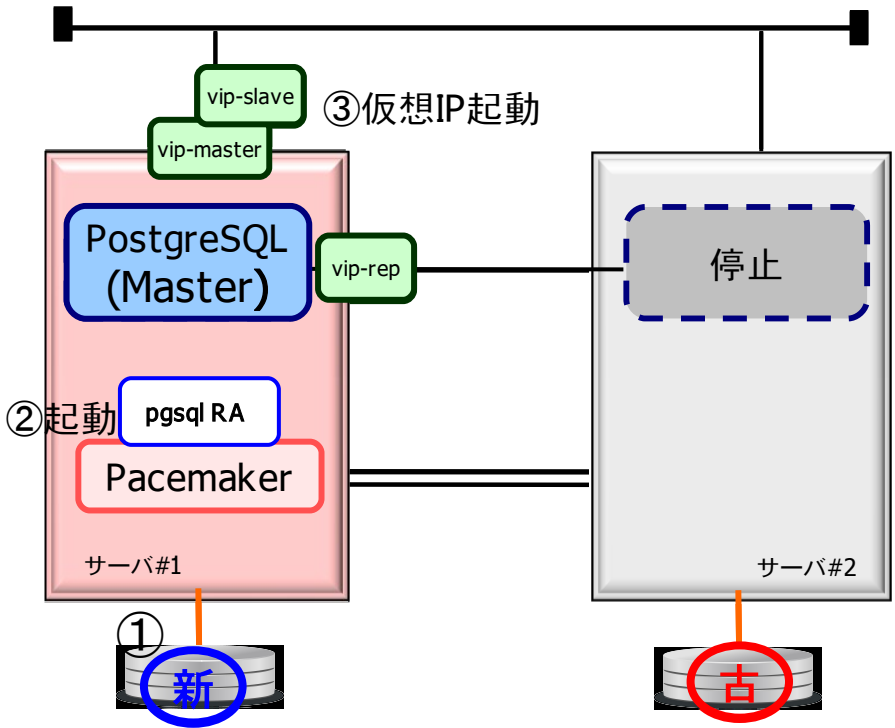 vip-slave
③仮想IP起動
vip-master
PostgreSQL
(Master)
vip-rep
停止
②起動
pgsql RA
Pacemaker
サーバ#1
サーバ#2
①
新
古